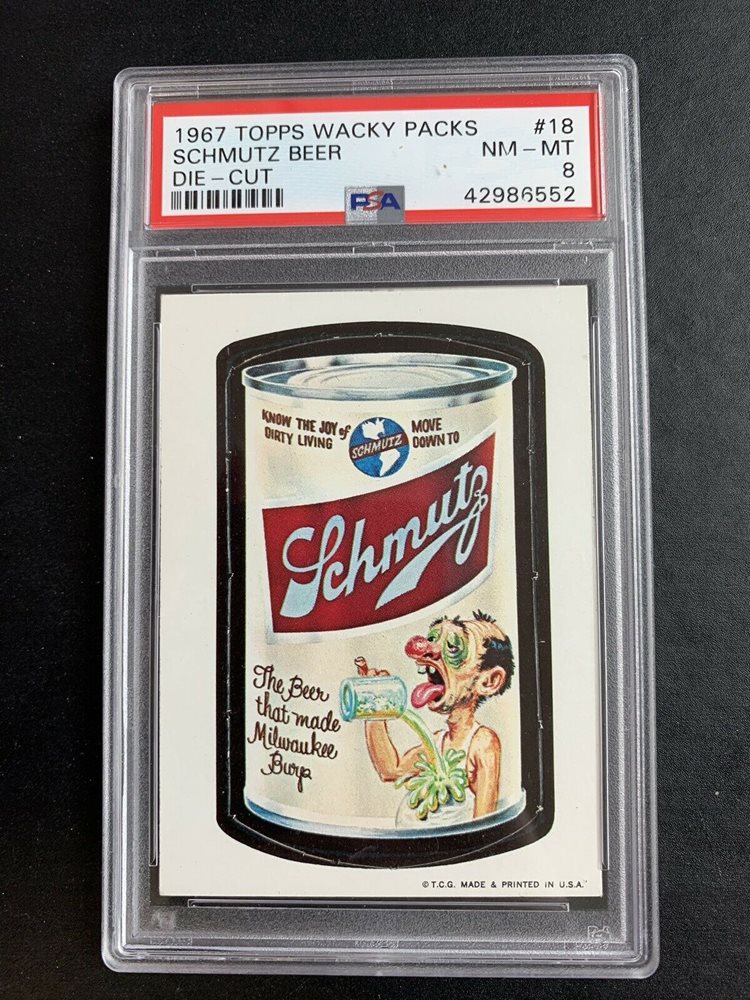 1967 TOPPS WACKY PACKS #18
SCHMUTZ BEER NM – MT
DIE – CUT 8
PSA 42986552
KNOW THE JOY of
DIRTY LIVING
SCHMUTZ
MOVE
DOWN TO
Schmutz
The Beer
that made
Milwaukee
Burp
© T.C.G. MADE & PRINTED IN U.S.A.